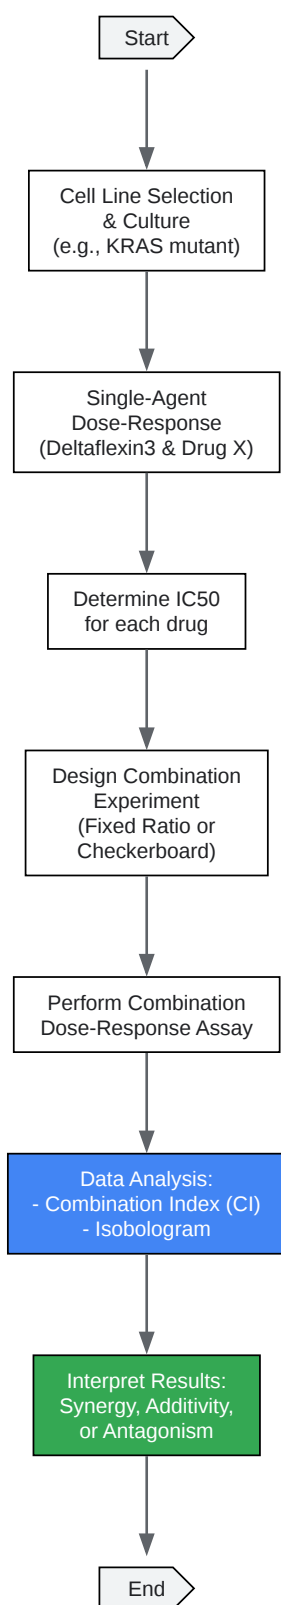 Start
Cell Line Selection
& Culture
(e.g., KRAS mutant)
Single-Agent
Dose-Response
(Deltaflexin3 & Drug X)
Determine IC50
for each drug
Design Combination
Experiment
(Fixed Ratio or
Checkerboard)
Perform Combination
Dose-Response Assay
Data Analysis:
- Combination Index (CI)
- Isobologram
Interpret Results:
Synergy, Additivity,
or Antagonism
End